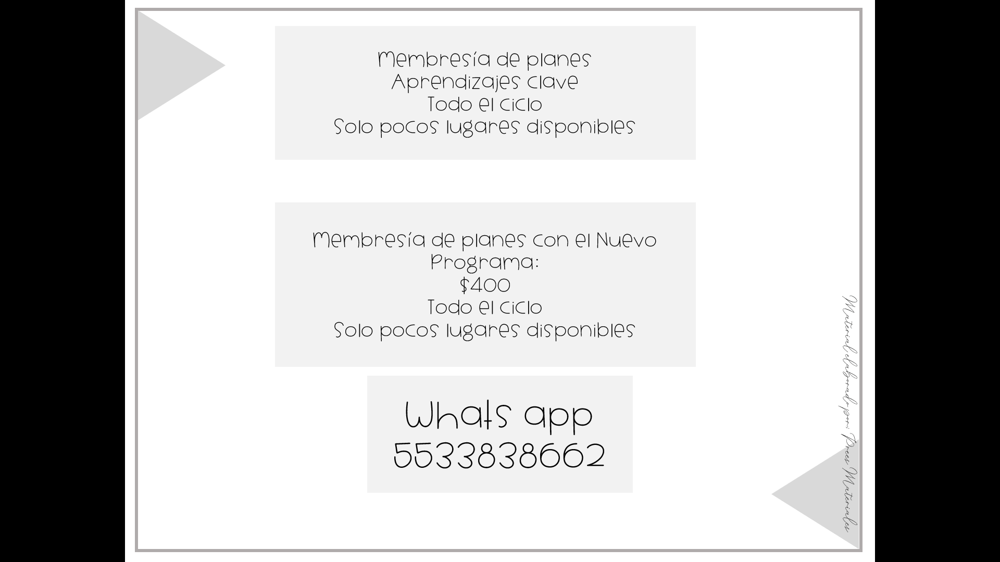 Membresía de planes
Aprendizajes clave
Todo el ciclo
Solo pocos lugares disponibles
Membresía de planes con el Nuevo
Programa:
$400
Todo el ciclo
Solo pocos lugares disponibles
Whats app
5533838662
Material elaborado por: Prees Materiales